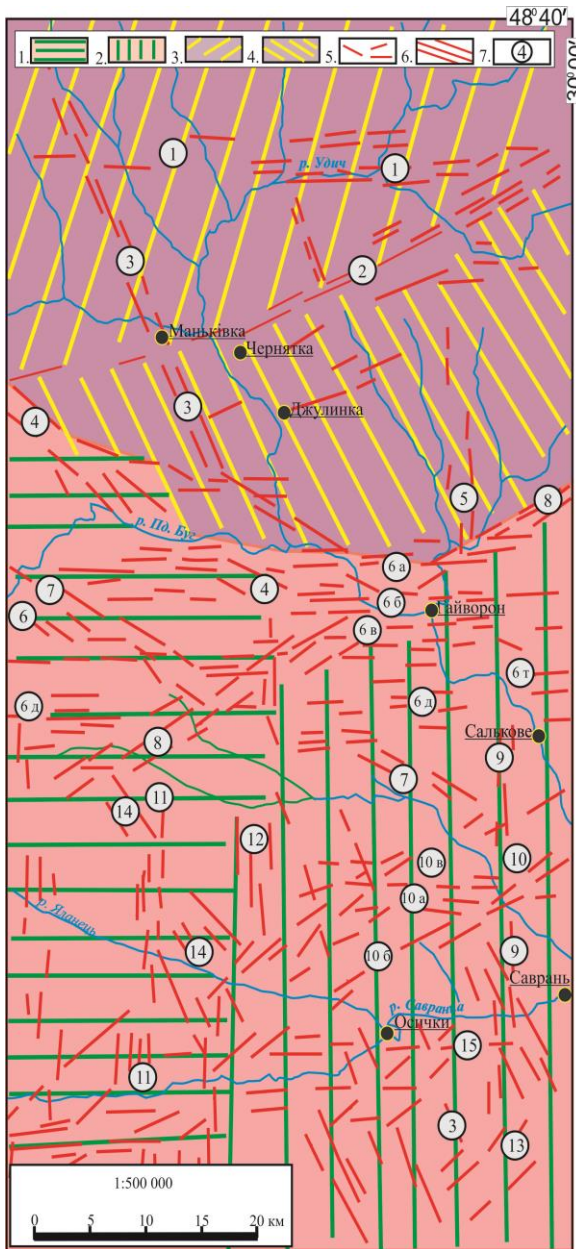 48°40′
30°00′
1. 2. 3. 4. 5. 6. 7. 4
1
р. Удич
1
3
2
Маньківка
Чернятка
3
Джулинка
4
5
8
р. Пд. Буг
6 а
7
4
6 б
Гайворон
6
6 в
6 т
6 д
6 д
Салькове
8
9
7
11
14
12
10 в
10
10 а
р. Яланець
14
10 б
9
Саврань
р. Савранка
Осички
15
11
3
13
1:500 000
0 5 10 15 20 км